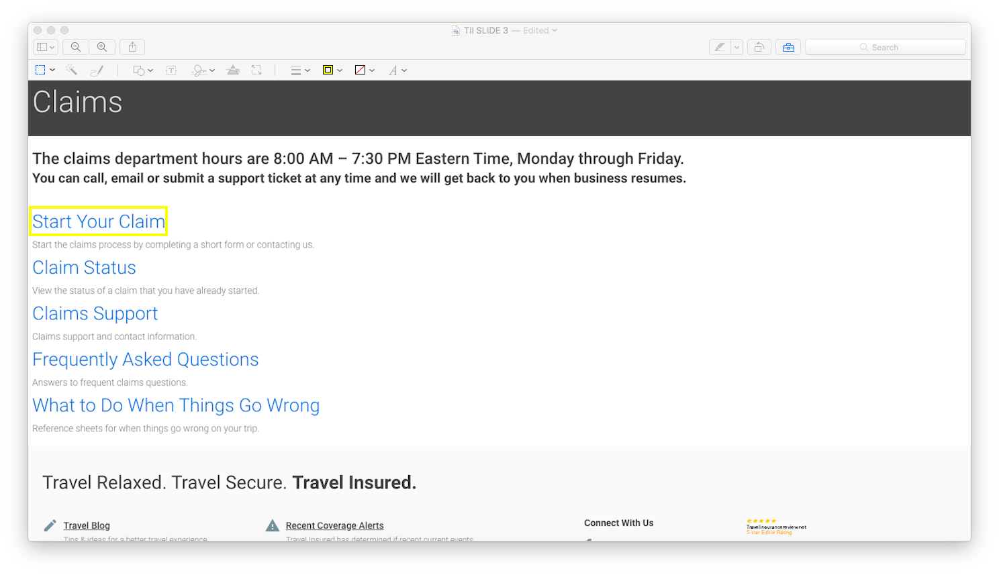 TII SLIDE 3 — Edited
Search
T
A
Claims
The claims department hours are 8:00 AM – 7:30 PM Eastern Time, Monday through Friday.
You can call, email or submit a support ticket at any time and we will get back to you when business resumes.
Start Your Claim
Start the claims process by completing a short form or contacting us.
Claim Status
View the status of a claim that you have already started.
Claims Support
Claims support and contact information.
Frequently Asked Questions
Answers to frequent claims questions.
What to Do When Things Go Wrong
Reference sheets for when things go wrong on your trip.
Travel Relaxed. Travel Secure. Travel Insured.
Travel Blog
Tips & ideas for a better travel experience
Recent Coverage Alerts
Travel Insured has determined if recent current events
Connect With Us
Travelinsurancereview.net
5-star Editor Rating